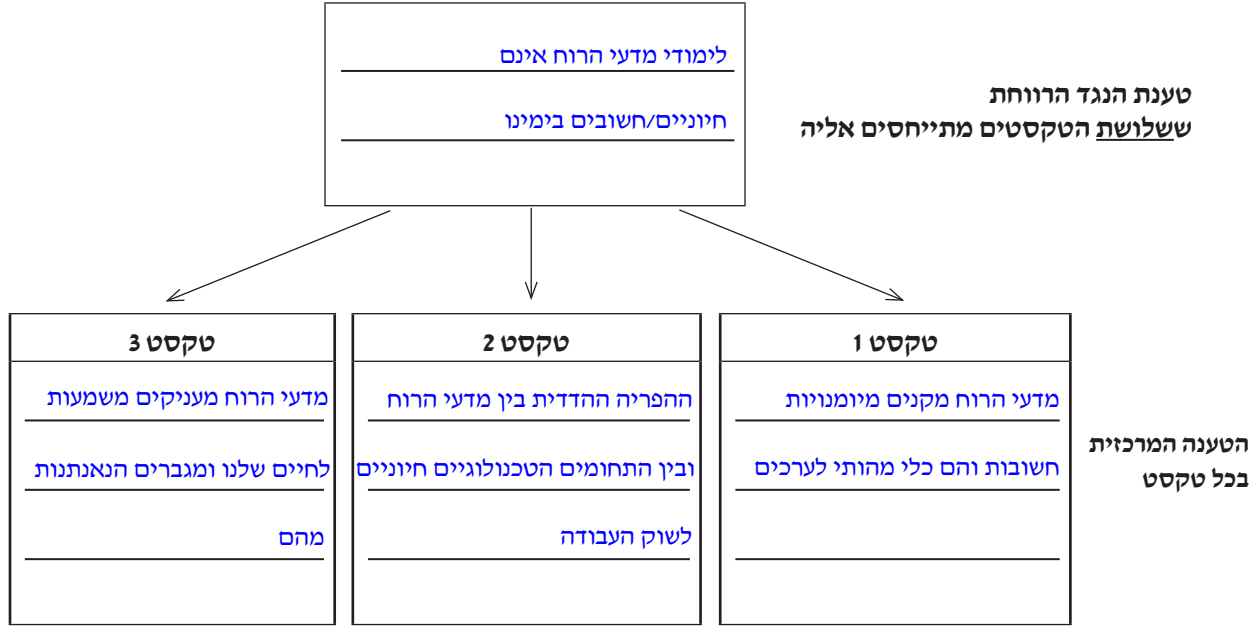 לימודי מדעי הרוח אינם
חיוניים/חשובים בימינו
טענת הנגד הרווחת
ששלושת הטקסטים מתייחסים אליה
טקסט 1
מדעי הרוח מקנים מיומנויות
חשובות והם כלי מהותי לערכים
טקסט 2
ההפריה ההדדית בין מדעי הרוח
ובין התחומים הטכנולוגיים חיוניים
לשוק העבודה
טקסט 3
מדעי הרוח מעניקים משמעות
לחיים שלנו ומגברים הנאנתנות
מהם
הטענה המרכזית
בכל טקסט